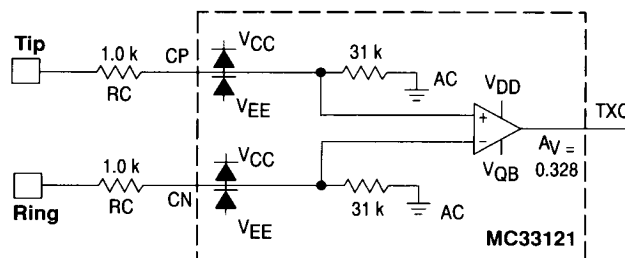 Tip
1.0 k
RC
CP
VCC
VEE
31 k
AC
VDD
TXO
+
−
AV =
0.328
VQB
Ring
1.0 k
RC
CN
VCC
VEE
31 k
AC
MC33121